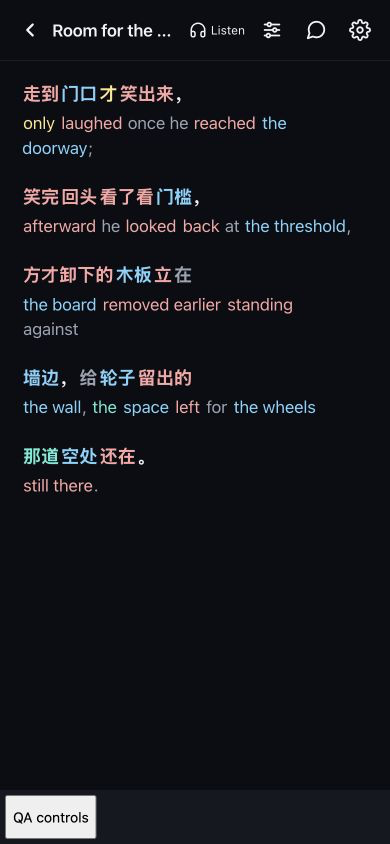 Room for the ...
Listen
走到门口才笑出来，
only laughed once he reached the
doorway;
笑完回头看了看门槛，
afterward he looked back at the threshold,
方才卸下的木板立在
the board removed earlier standing
against
墙边，给轮子留出的
the wall, the space left for the wheels
那道空处还在。
still there.
QA controls